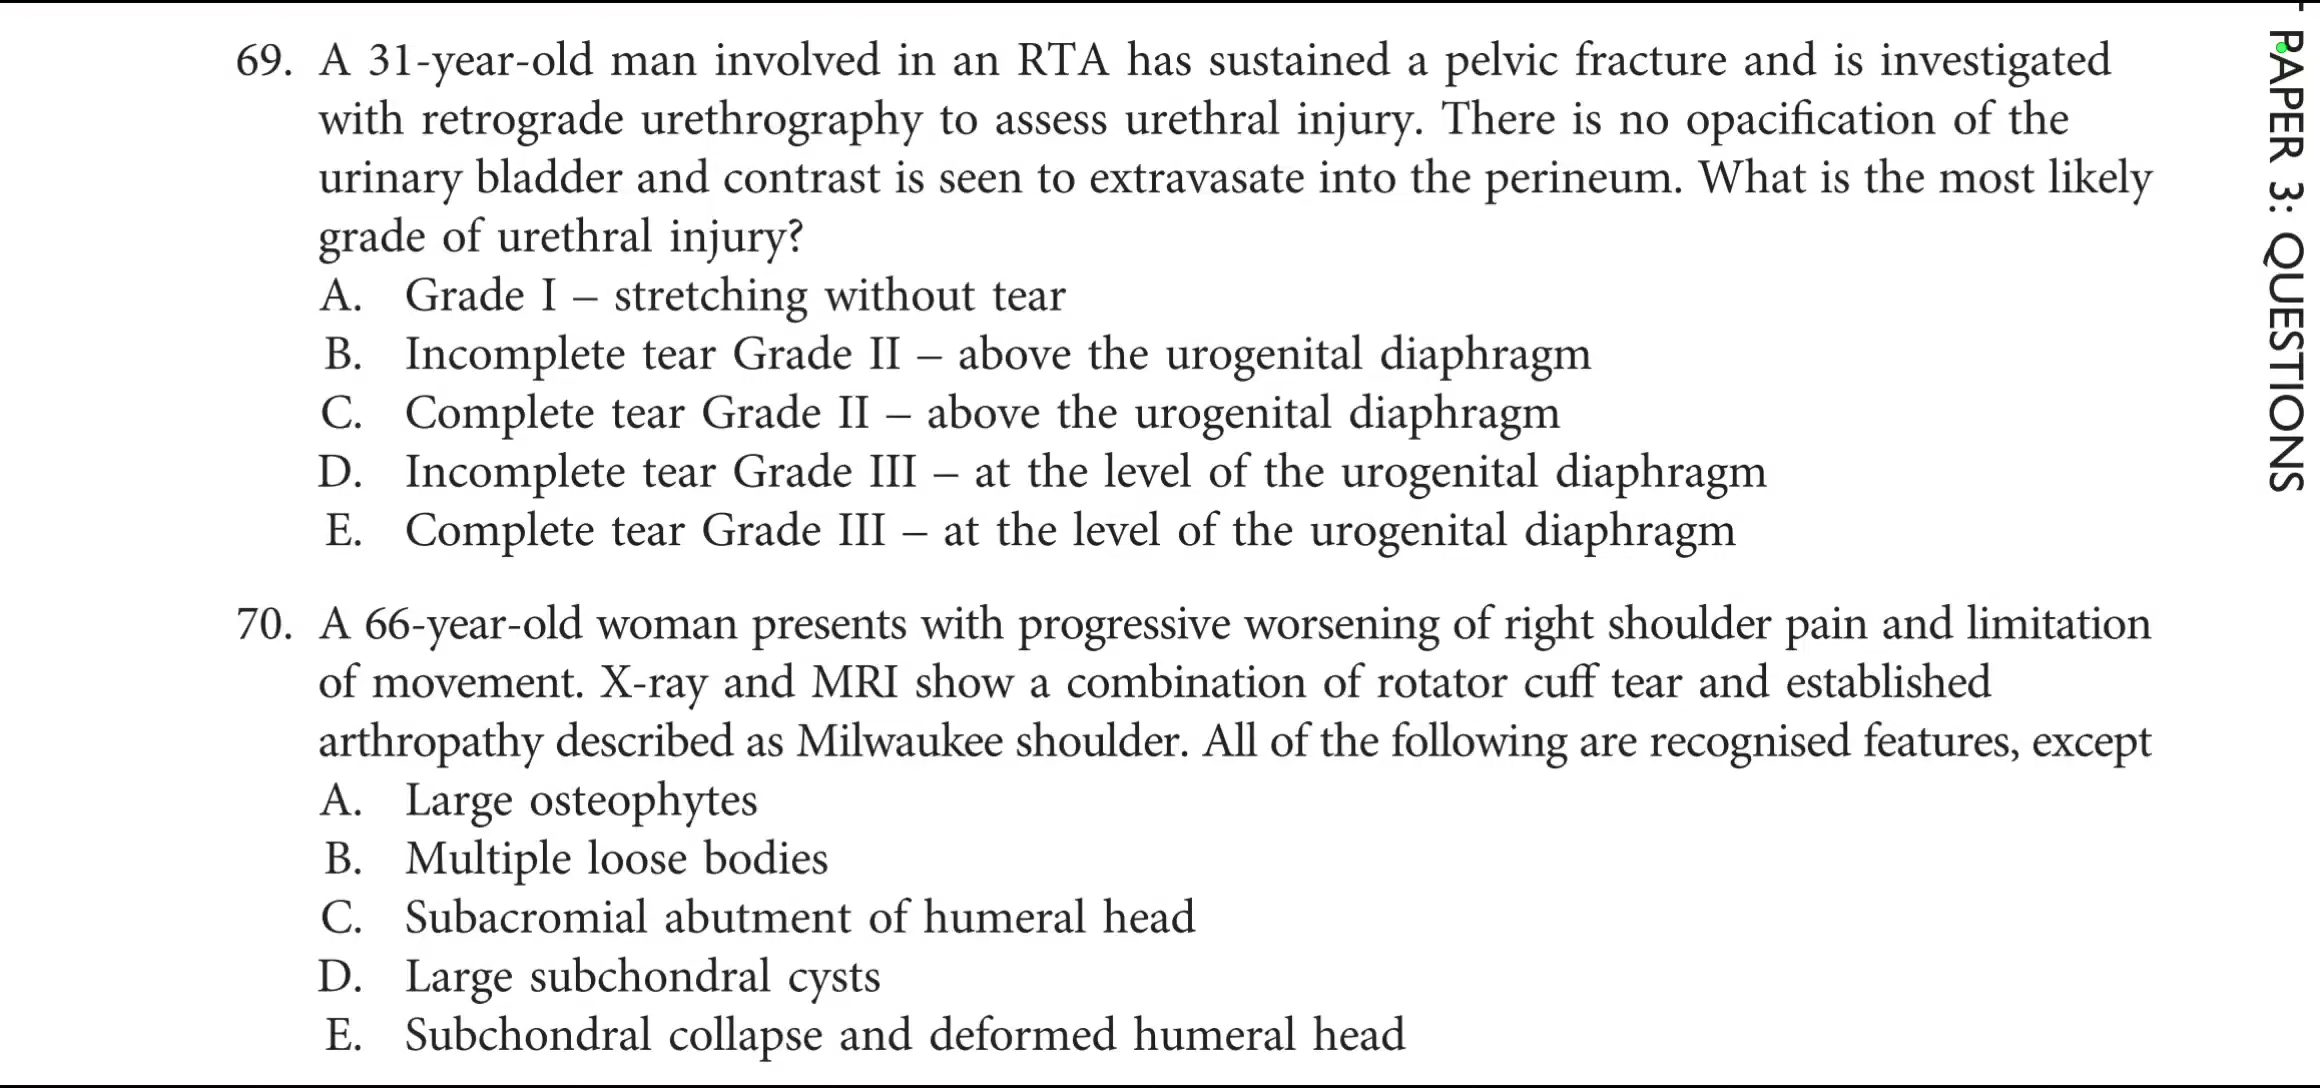 69. A 31-year-old man involved in an RTA has sustained a pelvic fracture and is investigated
with retrograde urethrography to assess urethral injury. There is no opacification of the
urinary bladder and contrast is seen to extravasate into the perineum. What is the most likely
grade of urethral injury?
A. Grade I – stretching without tear
B. Incomplete tear Grade II – above the urogenital diaphragm
C. Complete tear Grade II – above the urogenital diaphragm
D. Incomplete tear Grade III – at the level of the urogenital diaphragm
E. Complete tear Grade III – at the level of the urogenital diaphragm
70. A 66-year-old woman presents with progressive worsening of right shoulder pain and limitation
of movement. X-ray and MRI show a combination of rotator cuff tear and established
arthropathy described as Milwaukee shoulder. All of the following are recognised features, except
A. Large osteophytes
B. Multiple loose bodies
C. Subacromial abutment of humeral head
D. Large subchondral cysts
E. Subchondral collapse and deformed humeral head
PAPER 3: QUESTIONS